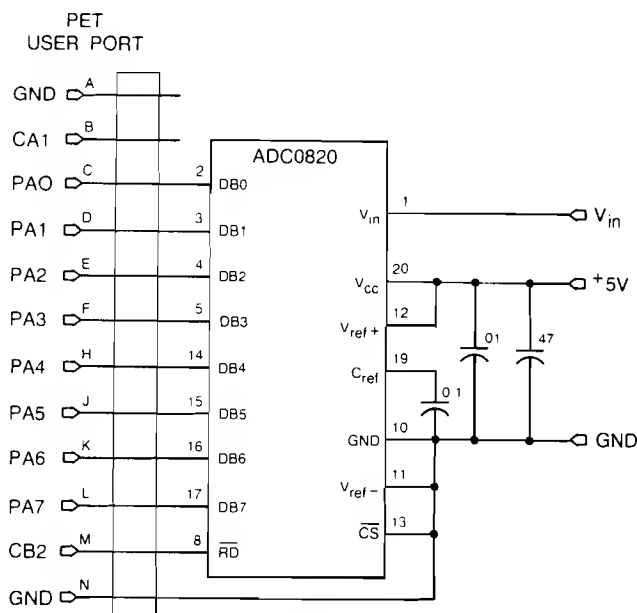 PET
USER PORT
GND A
CA1 B
ADC0820
PA0 C 2 DB0
Vin 1 Vin
PA1 D 3 DB1
PA2 E 4 DB2
VCC 20 +5V
PA3 F 5 DB3
Vref+ 12
01 47
PA4 H 14 DB4
Cref 19
01
PA5 J 15 DB5
GND 10 GND
PA6 K 16 DB6
PA7 L 17 DB7
Vref- 11
CB2 M 8 RD
CS 13
GND N